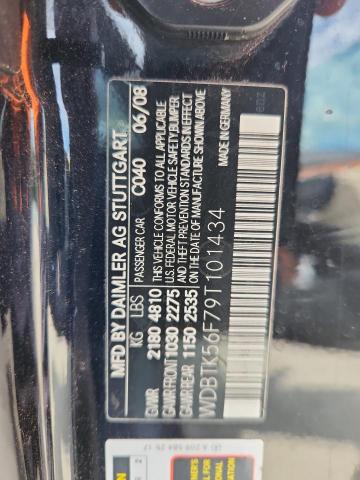 MFD BY DAIMLER AG STUTTGART
KG LBS PASSENGER CAR C040 06/08
GVWR 2180 4810 THIS VEHICLE CONFORMS TO ALL APPLICABLE
GAWR FRONT 1030 2275 U.S. FEDERAL MOTOR VEHICLE SAFETY, BUMPER
GAWR REAR 1150 2535 AND THEFT PREVENTION STANDARDS IN EFFECT
ON THE DATE OF MANUFACTURE SHOWN ABOVE
WDBTK56F79T101434 MADE IN GERMANY